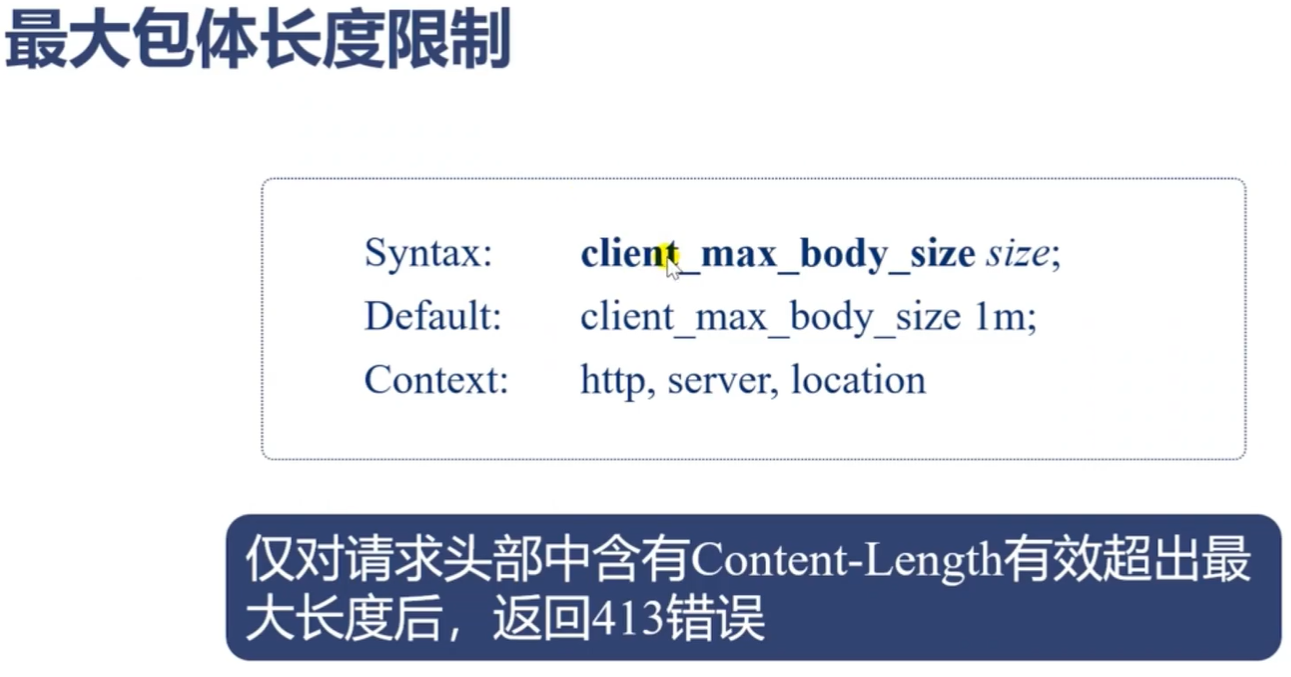 最大包体长度限制
Syntax: client_max_body_size size;
Default: client_max_body_size 1m;
Context: http, server, location
仅对请求头部中含有Content-Length有效超出最
大长度后，返回413错误